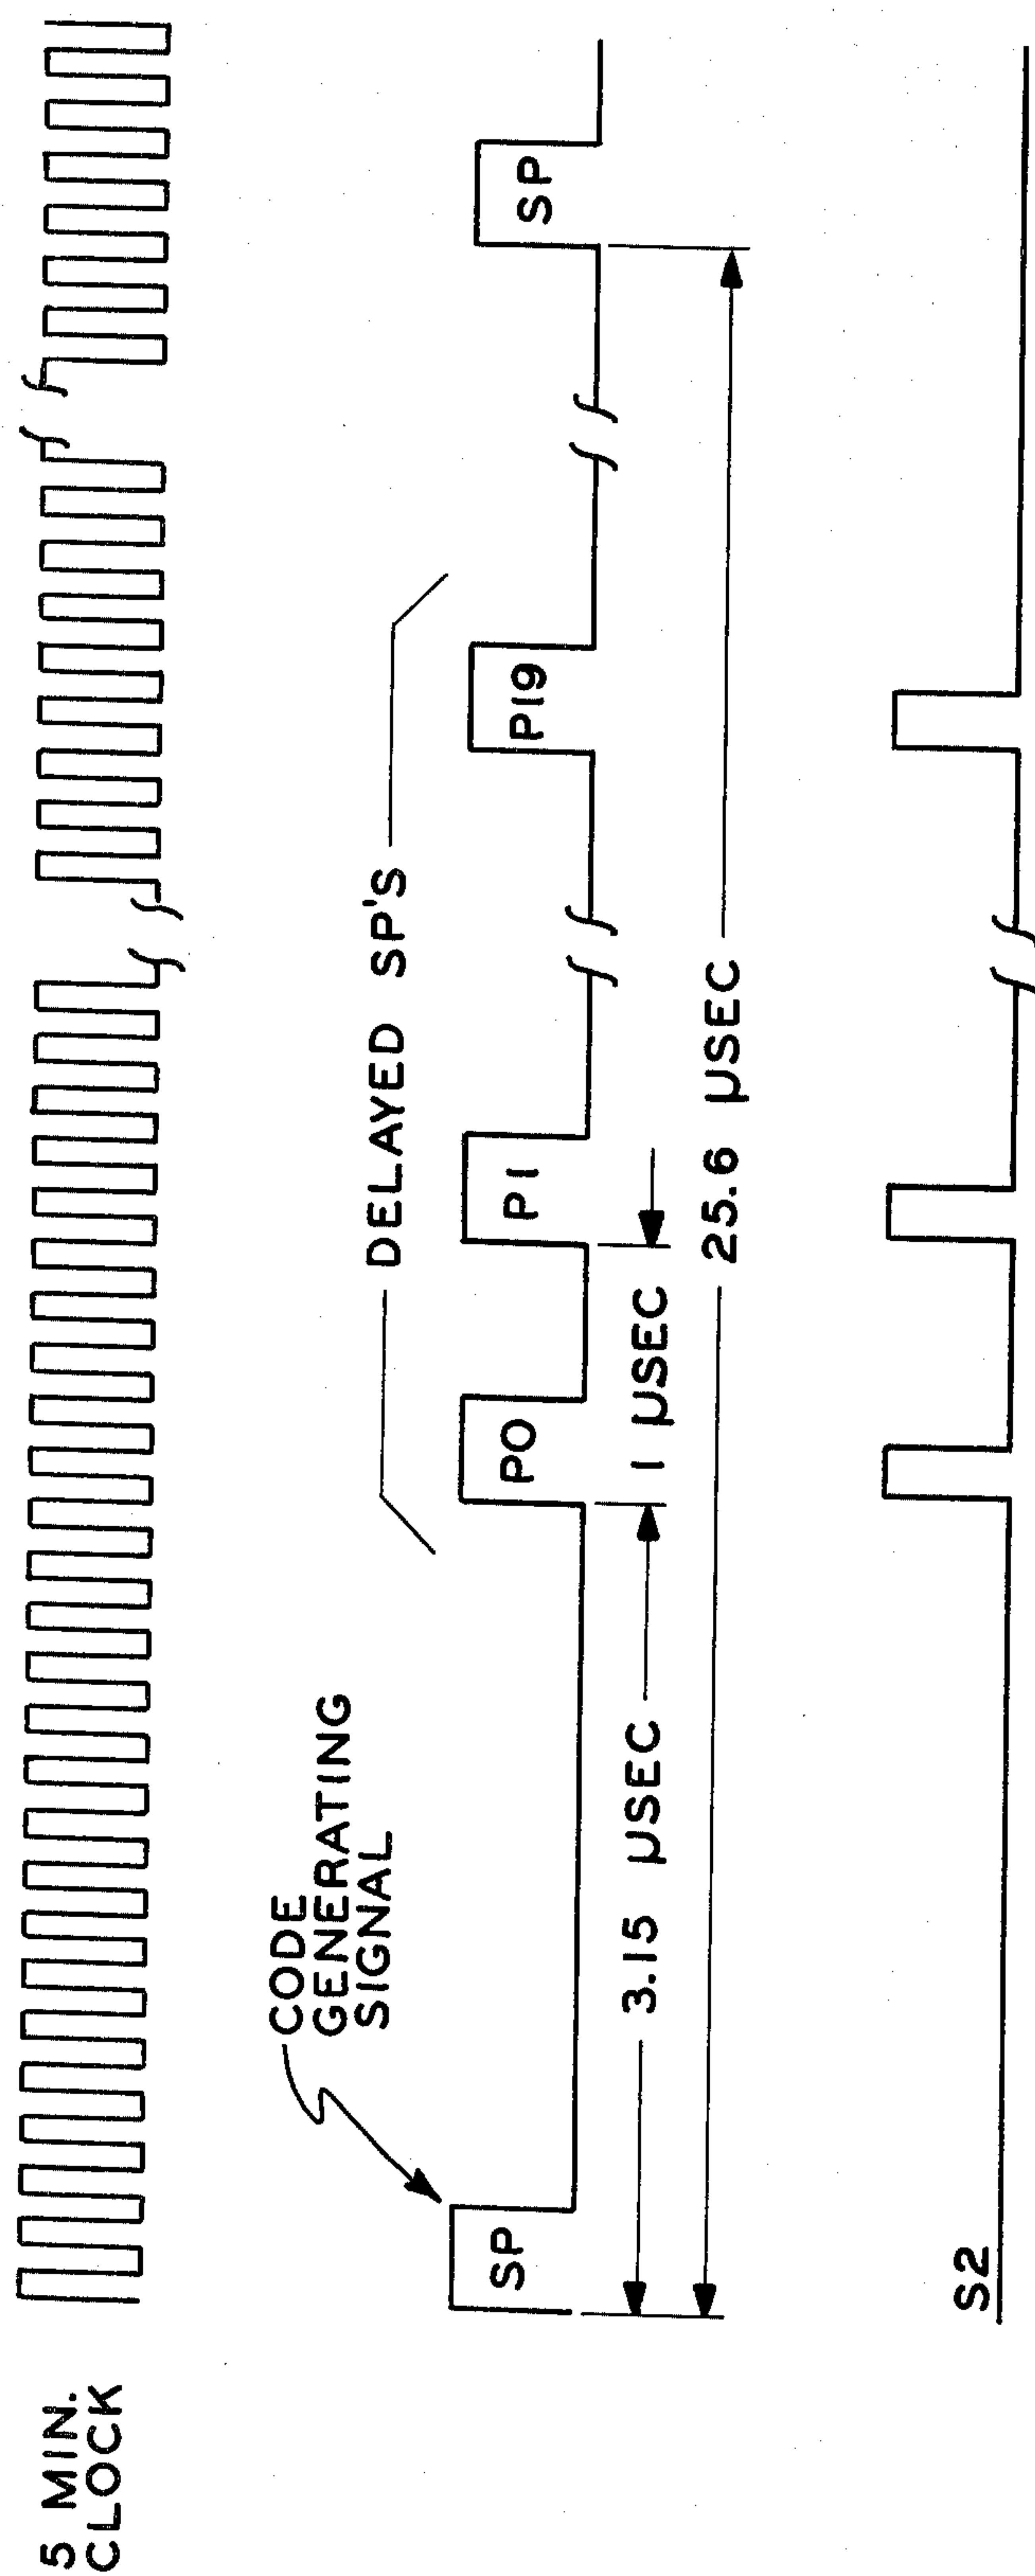 5 MIN.
CLOCK
CODE
GENERATING
SIGNAL
DELAYED SP'S
SP
PO
P1
P19
SP
3.15 µSEC
1 µSEC
25.6 µSEC
S2